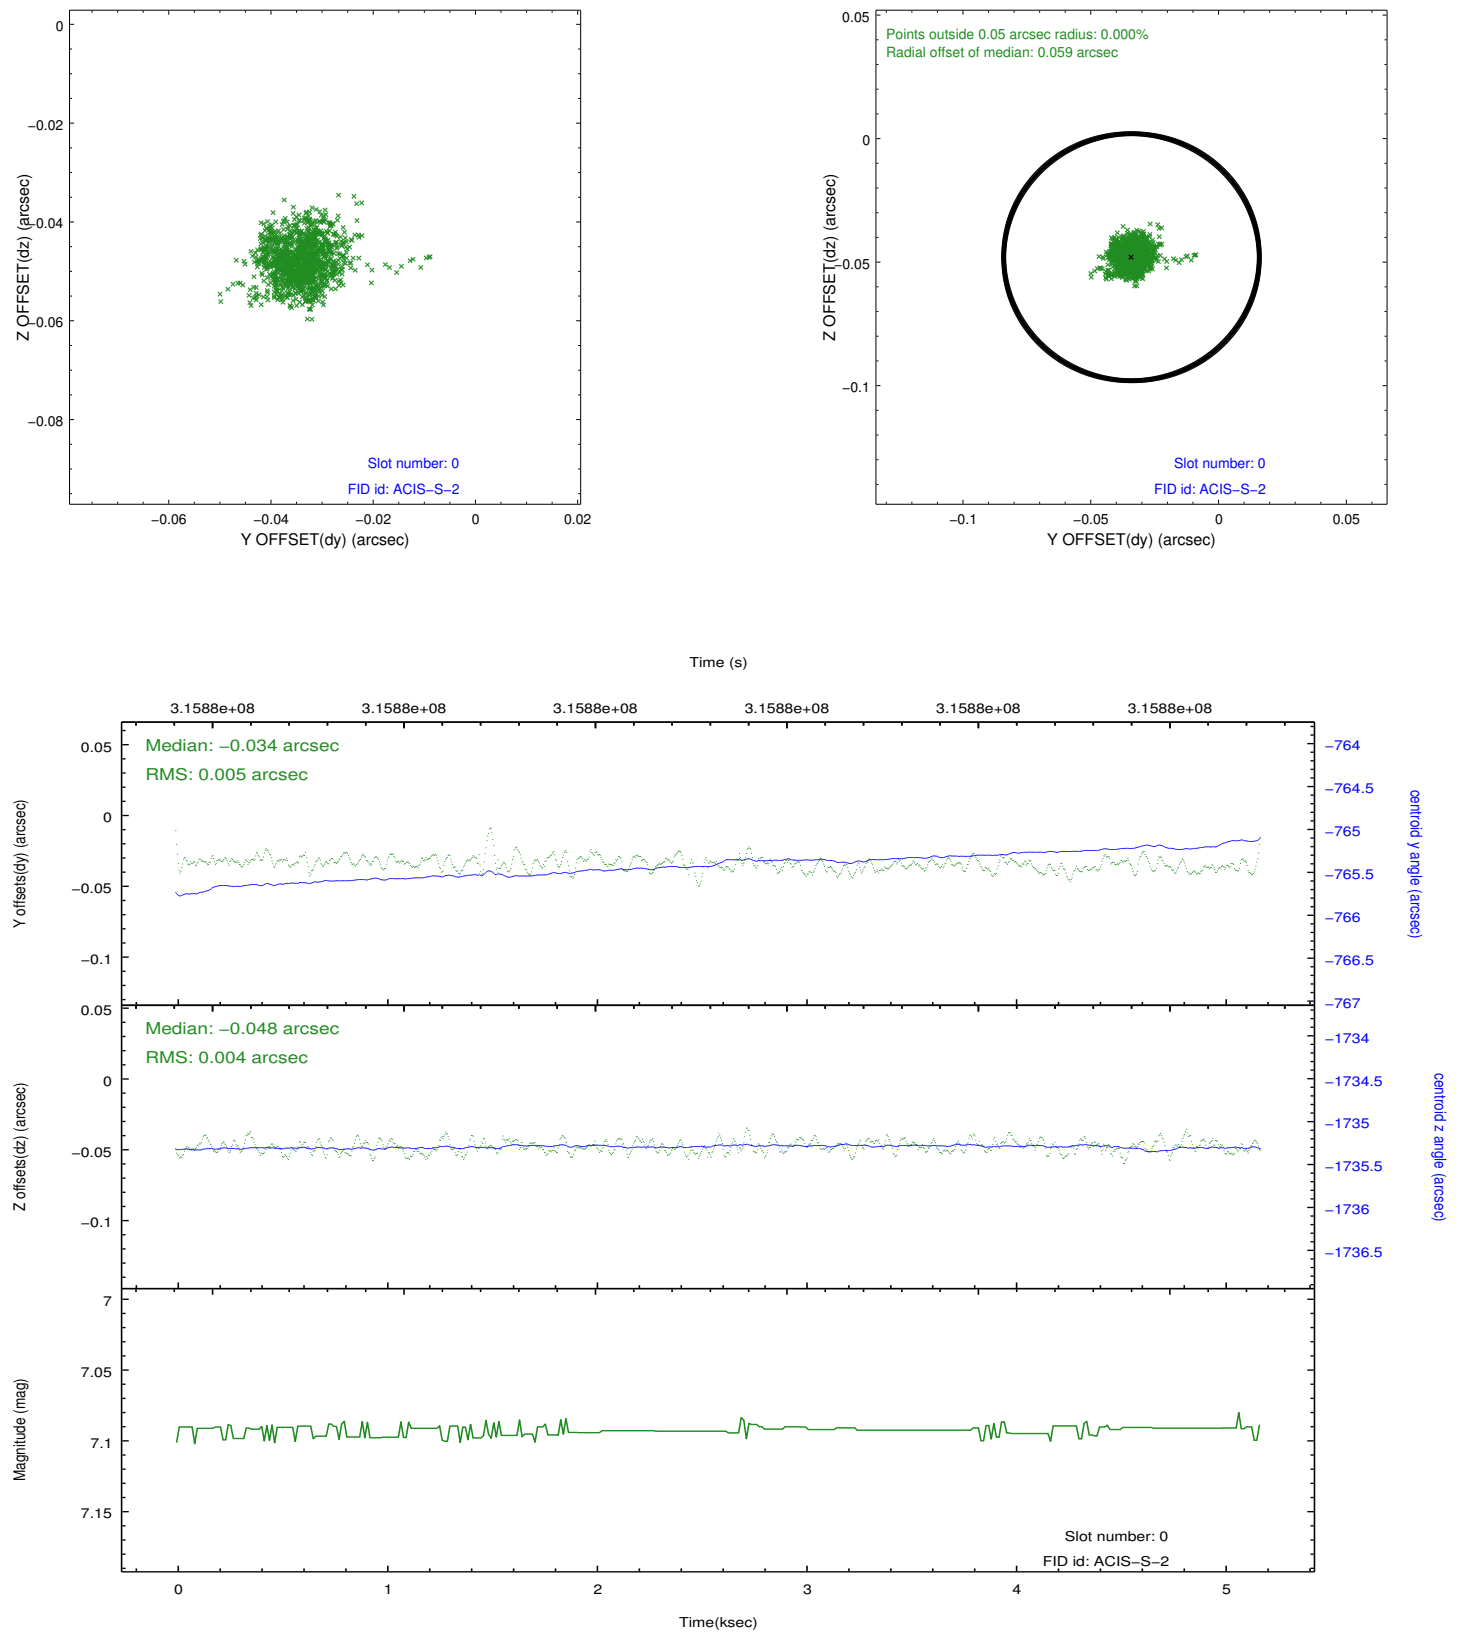 0
−0.02
−0.04
−0.06
−0.08
Z OFFSET(dz) (arcsec)
Slot number: 0
FID id: ACIS−S−2
−0.06 −0.04 −0.02 0 0.02
Y OFFSET(dy) (arcsec)
0.05
0
−0.05
−0.1
Z OFFSET(dz) (arcsec)
Points outside 0.05 arcsec radius: 0.000%
Radial offset of median: 0.059 arcsec
Slot number: 0
FID id: ACIS−S−2
−0.1 −0.05 0 0.05
Y OFFSET(dy) (arcsec)
Time (s)
3.1588e+08 3.1588e+08 3.1588e+08 3.1588e+08 3.1588e+08 3.1588e+08
0.05
0
−0.05
−0.1
Y offsets(dy) (arcsec)
Median: −0.034 arcsec
RMS: 0.005 arcsec
−764
−764.5
−765
−765.5
−766
−766.5
−767
centroid y angle (arcsec)
0.05
0
−0.05
−0.1
Z offsets(dz) (arcsec)
Median: −0.048 arcsec
RMS: 0.004 arcsec
−1734
−1734.5
−1735
−1735.5
−1736
−1736.5
centroid z angle (arcsec)
7
7.05
7.1
7.15
Magnitude (mag)
Slot number: 0
FID id: ACIS−S−2
0 1 2 3 4 5
Time(ksec)